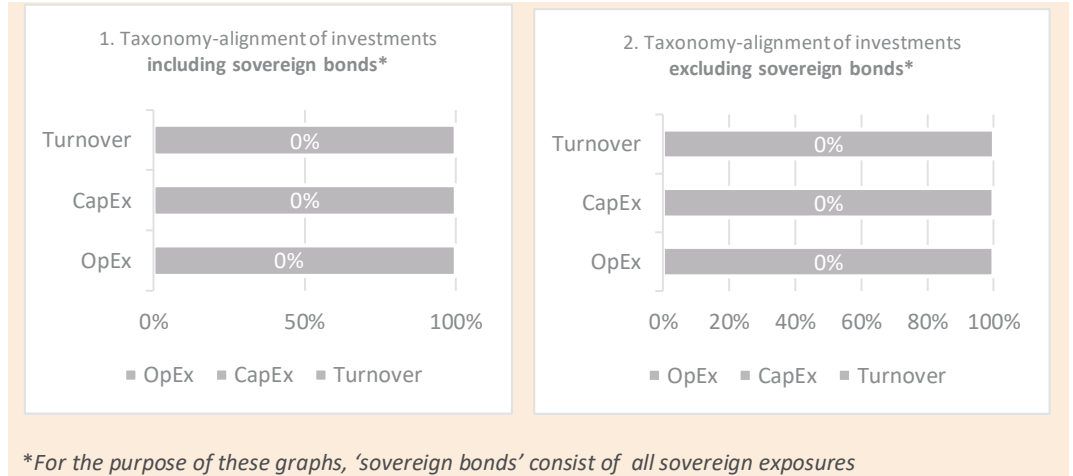 1. Taxonomy-alignment of investments
including sovereign bonds*
Turnover
0%
CapEx
0%
OpEx
0%
0% 50% 100%
OpEx CapEx Turnover
2. Taxonomy-alignment of investments
excluding sovereign bonds*
Turnover
0%
CapEx
0%
OpEx
0%
0% 20% 40% 60% 80% 100%
OpEx CapEx Turnover
*For the purpose of these graphs, ‘sovereign bonds’ consist of all sovereign exposures